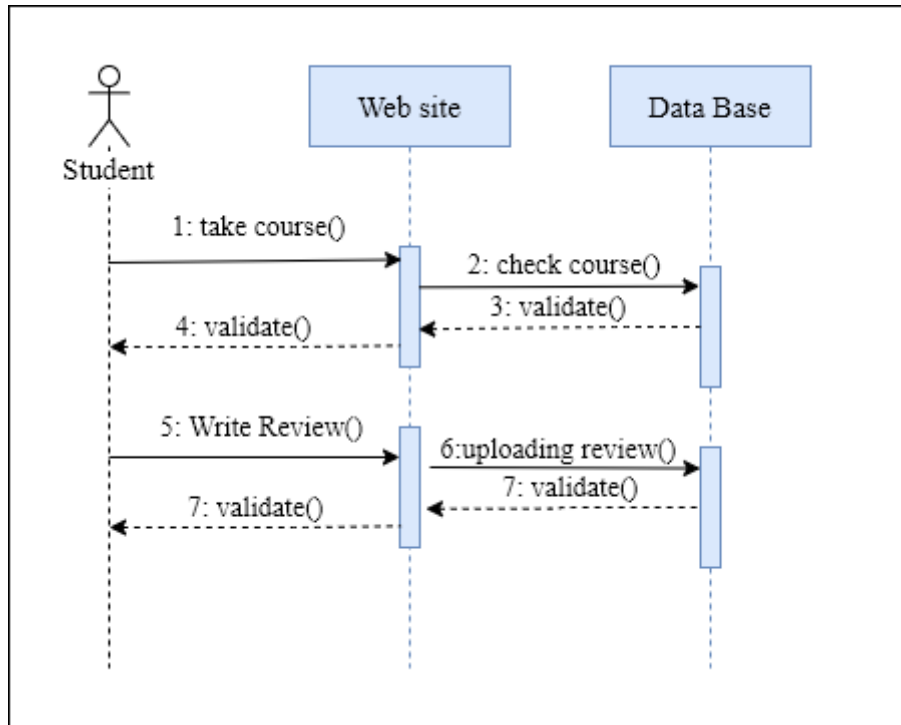 Web site
Data Base
Student
1: take course()
2: check course()
3: validate()
4: validate()
5: Write Review()
6:uploading review()
7: validate()
7: validate()